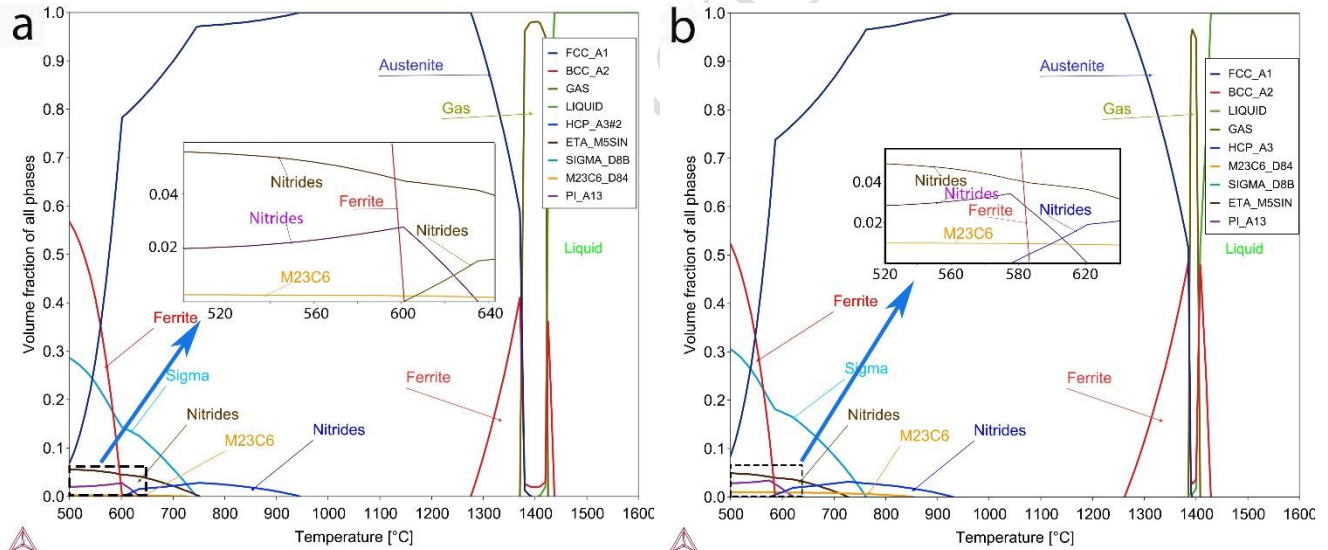 a
Volume fraction of all phases
1.0
0.9
0.8
0.7
0.6
0.5
0.4
0.3
0.2
0.1
0.0
500
600
700
800
900
1000
1100
1200
1300
1400
1500
1600
Temperature [°C]
Austenite
Gas
FCC_A1
BCC_A2
GAS
LIQUID
HCP_A3#2
ETA_M5SIN
SIGMA_D8B
M23C6_D84
PI_A13
0.04
0.02
520
560
600
640
Nitrides
Ferrite
Nitrides
Nitrides
M23C6
Liquid
Ferrite
Sigma
Ferrite
Nitrides
M23C6
Nitrides
b
Volume fraction of all phases
1.0
0.9
0.8
0.7
0.6
0.5
0.4
0.3
0.2
0.1
0.0
500
600
700
800
900
1000
1100
1200
1300
1400
1500
1600
Temperature [°C]
Austenite
Gas
FCC_A1
BCC_A2
LIQUID
GAS
HCP_A3
M23C6_D84
SIGMA_D8B
ETA_M5SIN
PI_A13
0.04
0.02
520
560
580
620
Nitrides
Nitrides
Ferrite
Nitrides
M23C6
Liquid
Ferrite
Sigma
Ferrite
Nitrides
M23C6
Nitrides